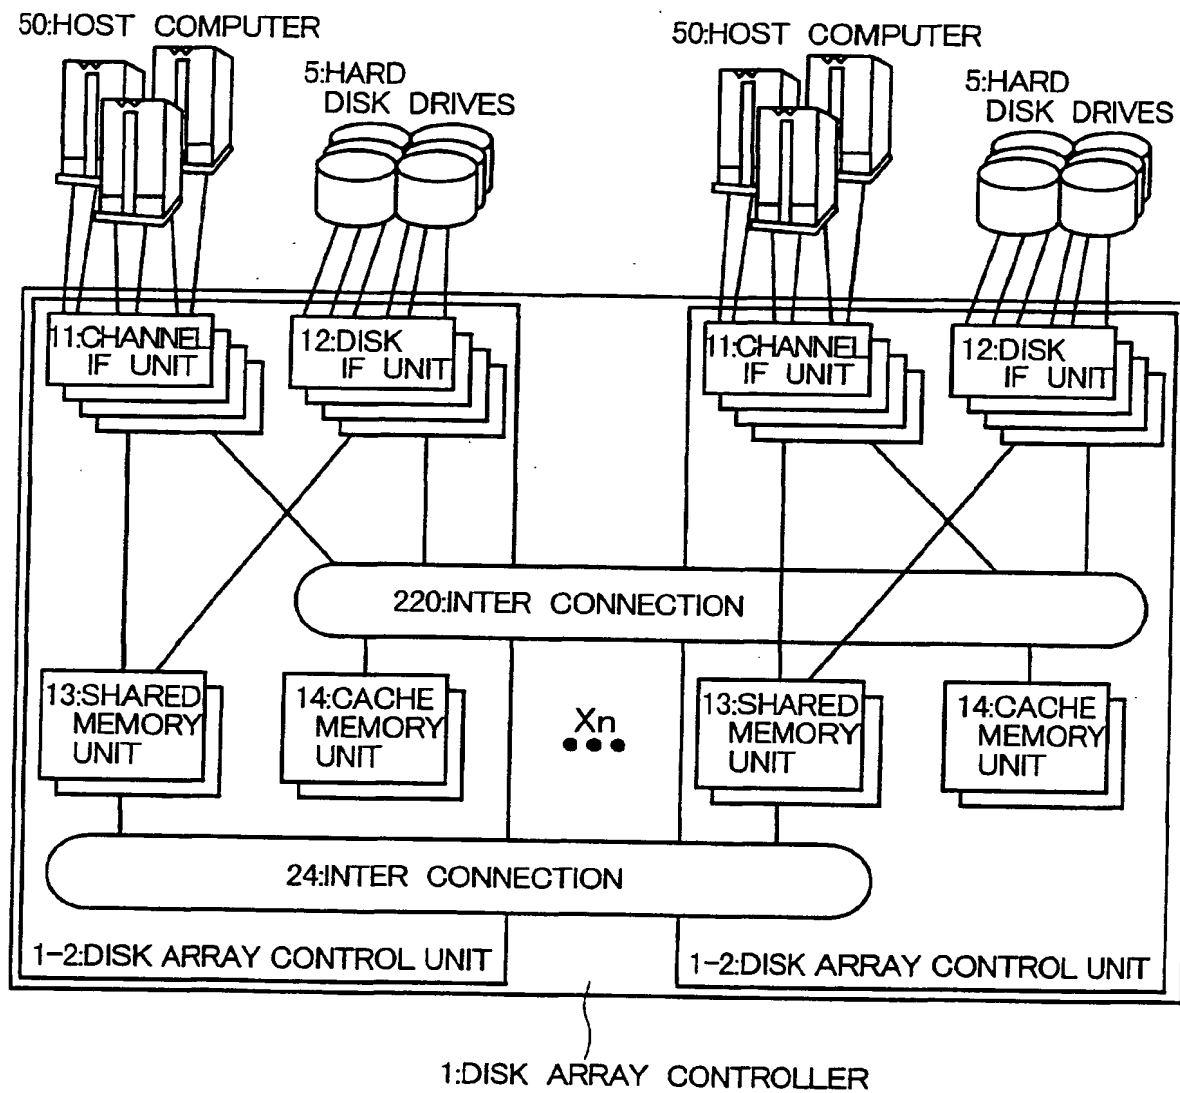 50:HOST COMPUTER
5:HARD
DISK DRIVES
50:HOST COMPUTER
5:HARD
DISK DRIVES
11:CHANNEL
IF UNIT
12:DISK
IF UNIT
11:CHANNEL
IF UNIT
12:DISK
IF UNIT
220:INTER CONNECTION
13:SHARED
MEMORY
UNIT
14:CACHE
MEMORY
UNIT
Xn
13:SHARED
MEMORY
UNIT
14:CACHE
MEMORY
UNIT
24:INTER CONNECTION
1-2:DISK ARRAY CONTROL UNIT
1-2:DISK ARRAY CONTROL UNIT
1:DISK ARRAY CONTROLLER